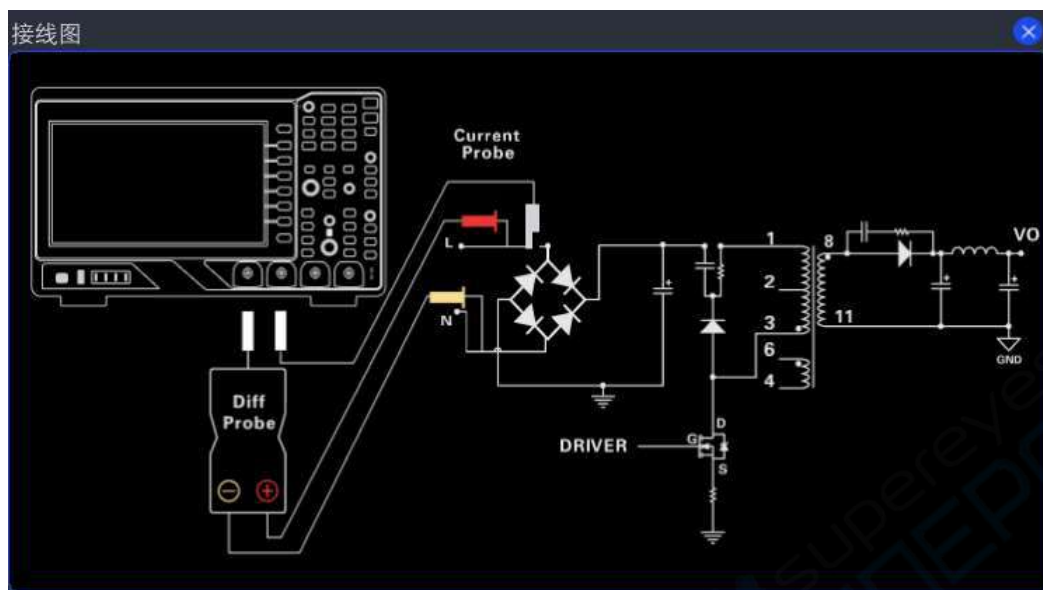 接线图
Current
Probe
L
N
Diff
Probe
DRIVER
G
D
S
1
2
3
6
4
8
11
VO
GND